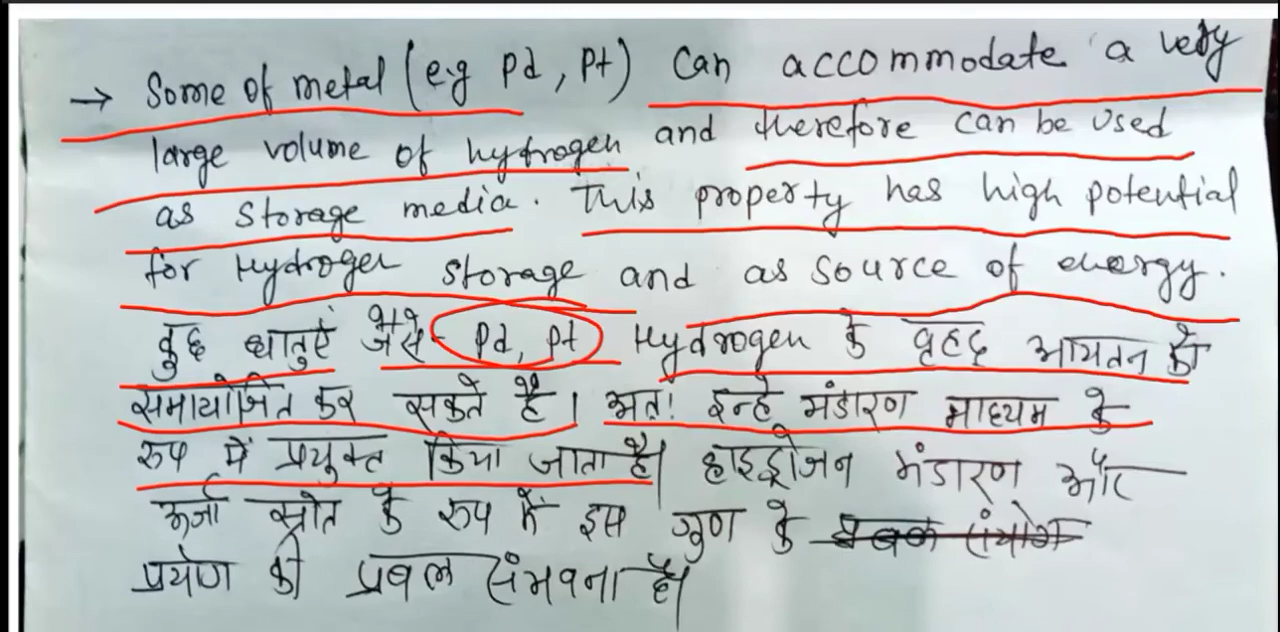 → Some of metal (e.g Pd, Pt) Can accommodate a very
large volume of hydrogen and therefore can be used
as storage media. This property has high potential
for Hydrogen storage and as source of energy.
कुछ धातुएं जैसे- Pd, Pt Hydrogen के वृहद आयतन को
समायोजित कर सकते है। अतः इन्हे भंडारण माध्यम के
रुप में प्रयुक्त किया जाता है। हाइड्रोजन भंडारण और
ऊर्जा स्रोत के रुप में इस गुण के प्रबल संयोग
प्रयोग की प्रबल संभवना है।